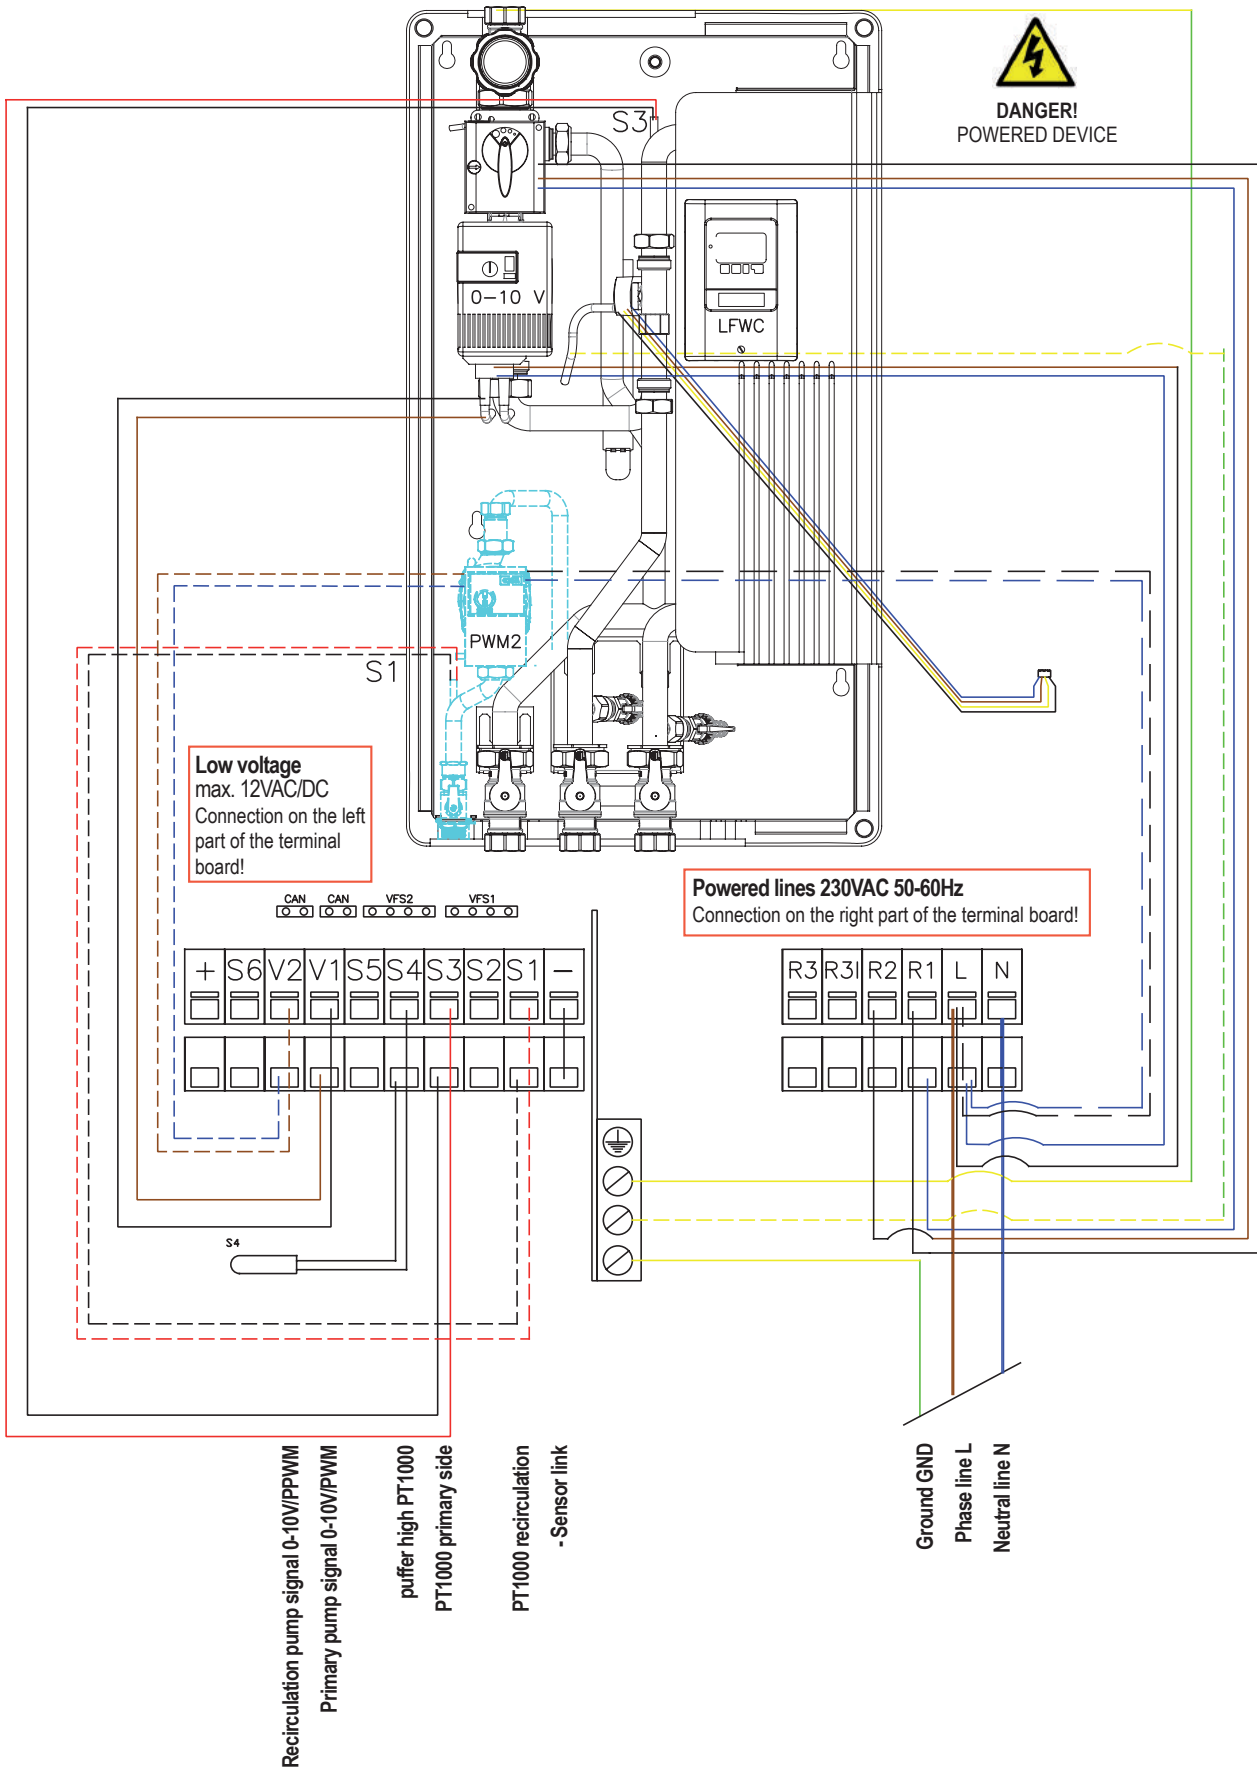 DANGER!
POWERED DEVICE
S3
0-10 V
LFWC
PWM2
S1
Low voltage
max. 12VAC/DC
Connection on the left
part of the terminal
board!
Powered lines 230VAC 50-60Hz
Connection on the right part of the terminal board!
CAN CAN VFS2 VFS1
+ S6 V2 V1 S5 S4 S3 S2 S1 -
R3 R3I R2 R1 L N
S4
Recirculation pump signal 0-10V/PPWM
Primary pump signal 0-10V/PWM
puffer high PT1000
PT1000 primary side
PT1000 recirculation
- Sensor link
Ground GND
Phase line L
Neutral line N